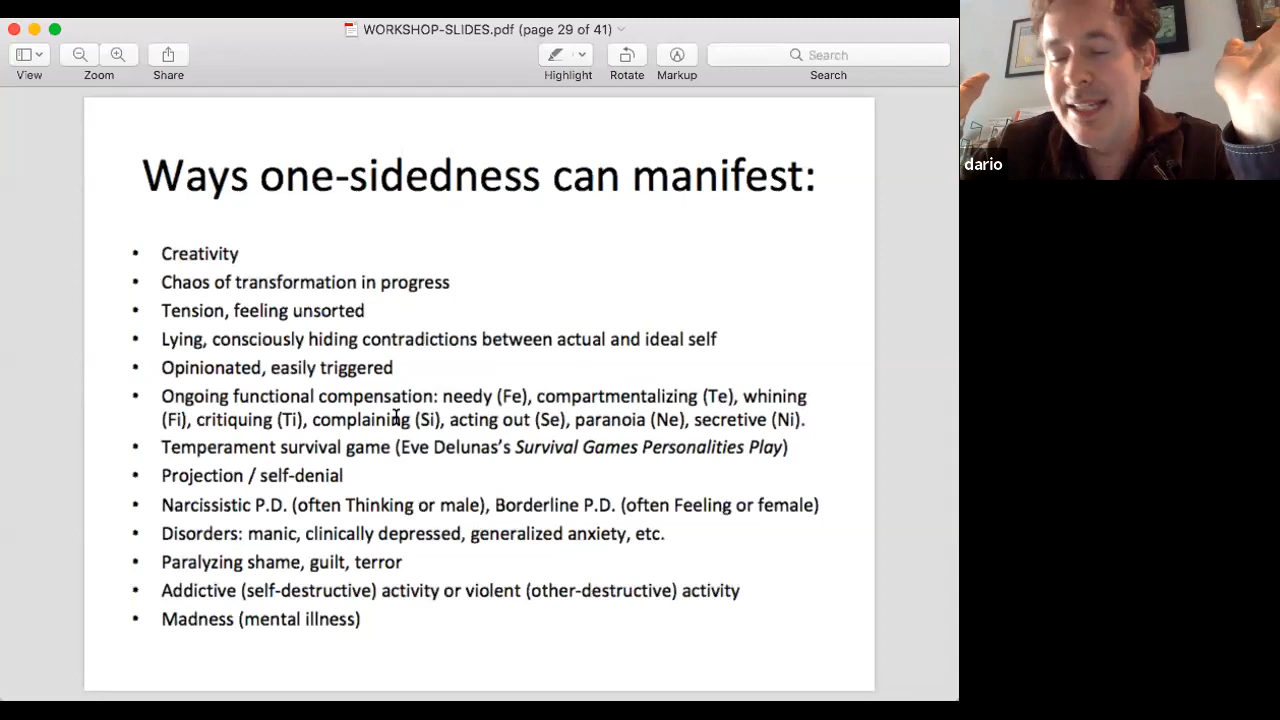 WORKSHOP-SLIDES.pdf (page 29 of 41)
View
Zoom
Share
Highlight
Rotate
Markup
Search
Search
dario
Ways one-sidedness can manifest:
• Creativity
• Chaos of transformation in progress
• Tension, feeling unsorted
• Lying, consciously hiding contradictions between actual and ideal self
• Opinionated, easily triggered
• Ongoing functional compensation: needy (Fe), compartmentalizing (Te), whining
(Fi), critiquing (Ti), complaining (Si), acting out (Se), paranoia (Ne), secretive (Ni).
• Temperament survival game (Eve Delunas's Survival Games Personalities Play)
• Projection / self-denial
• Narcissistic P.D. (often Thinking or male), Borderline P.D. (often Feeling or female)
• Disorders: manic, clinically depressed, generalized anxiety, etc.
• Paralyzing shame, guilt, terror
• Addictive (self-destructive) activity or violent (other-destructive) activity
• Madness (mental illness)